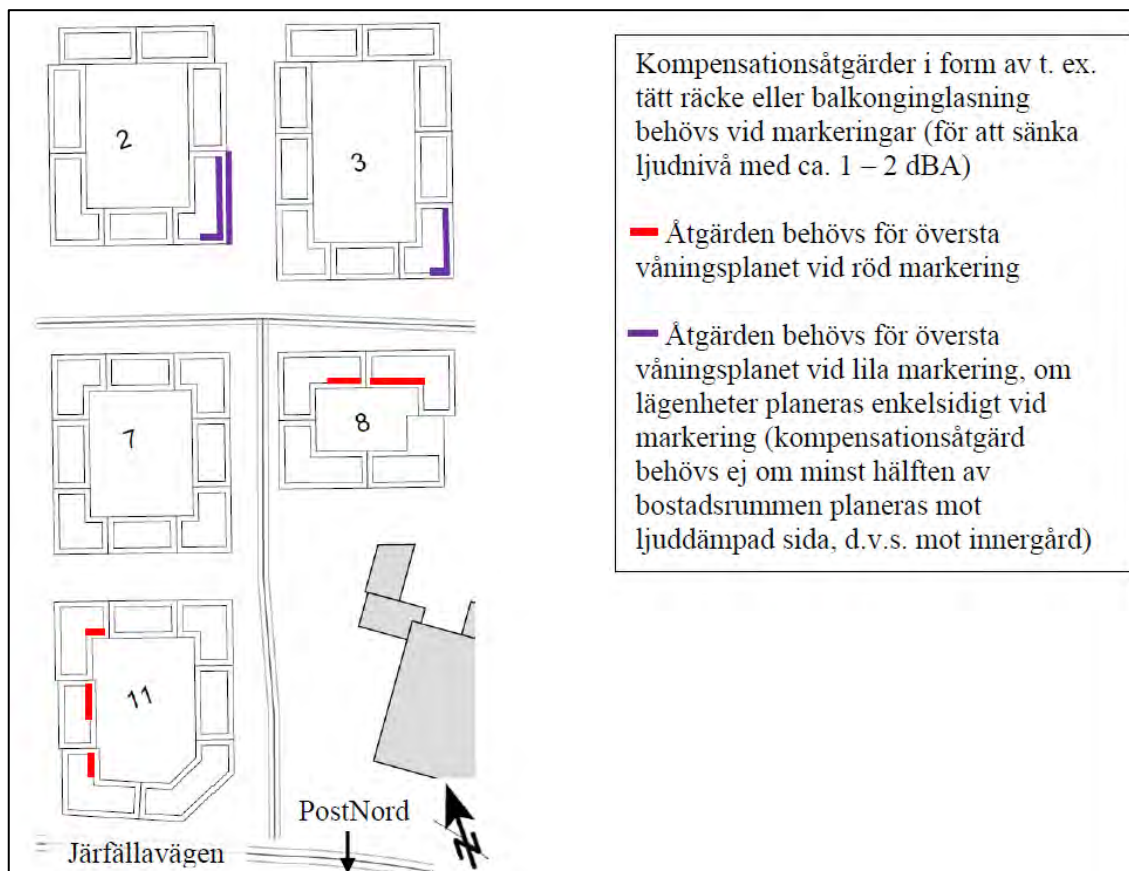 2
3
7
8
11
Järfällavägen
PostNord
N
Kompensationsåtgärder i form av t. ex.
tätt räcke eller balkonginglasning
behövs vid markeringar (för att sänka
ljudnivå med ca. 1 – 2 dBA)
Åtgärden behövs för översta
våningsplanet vid röd markering
Åtgärden behövs för översta
våningsplanet vid lila markering, om
lägenheter planeras enkelsidigt vid
markering (kompensationsåtgärd
behövs ej om minst hälften av
bostadsrummen planeras mot
ljuddämpad sida, d.v.s. mot innergård)